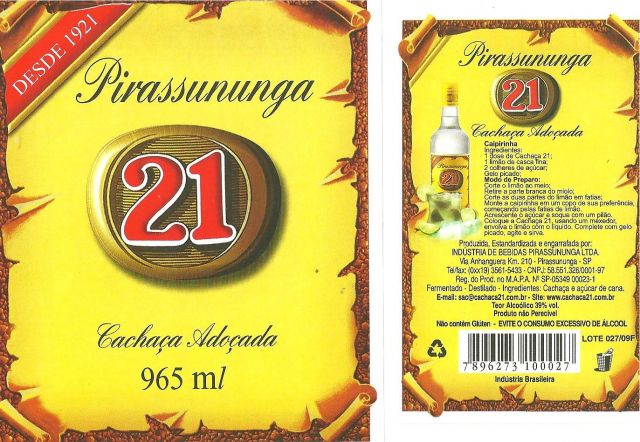 DESDE 1921
Pirassununga
21
Cachaça Adoçada
965 ml
Pirassununga
21
Cachaça Adoçada
Pirassununga
21
Caipirinha
Ingredientes:
1 dose de Cachaça 21;
1 limão de casca fina;
2 colheres de açúcar;
Gelo picado;
Modo de Preparo:
Corte o limão ao meio;
Retire a parte branca do miolo;
Corte as duas partes do limão em fatias;
Monte a caipirinha em um copo de sua preferência,
começando pelas fatias de limão.
Acrescente o açúcar e soque com um pilão.
Coloque a Cachaça 21, usando um mexedor,
envolva o limão com o líquido. Complete com gelo
picado, agite e sirva.
Produzida, Estandardizada e engarrafada por:
INDÚSTRIA DE BEBIDAS PIRASSUNUNGA LTDA.
Via Anhanguera Km. 210 - Pirassununga - SP
Tel/fax: (0xx19) 3561-5433 - CNPJ: 58.551.326/0001-97
Reg. do Prod. no M.A.P.A. Nº SP-05349 00023-1
Fermentado - Destilado - Ingredientes: Cachaça e açúcar de cana.
E-mail: sac@cachaca21.com.br - Site: www.cachaca21.com.br
Teor Alcoólico 39% vol.
Produto não Perecível
Não contém Glúten - EVITE O CONSUMO EXCESSIVO DE ÁLCOOL
LOTE 027/09F
7896273100027
Indústria Brasileira